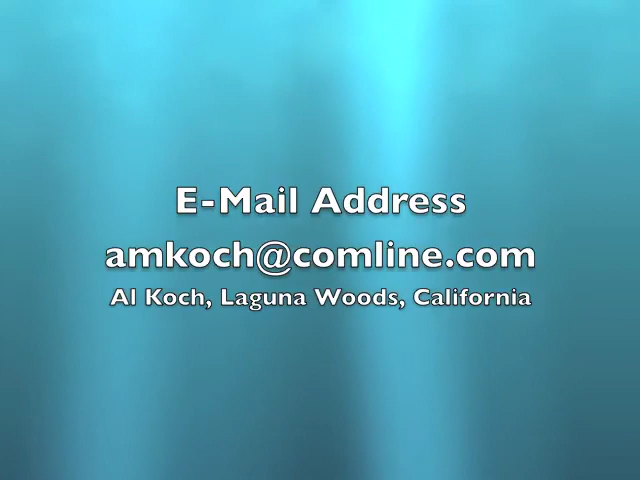 E-Mail Address
amkoch@comline.com
Al Koch, Laguna Woods, California